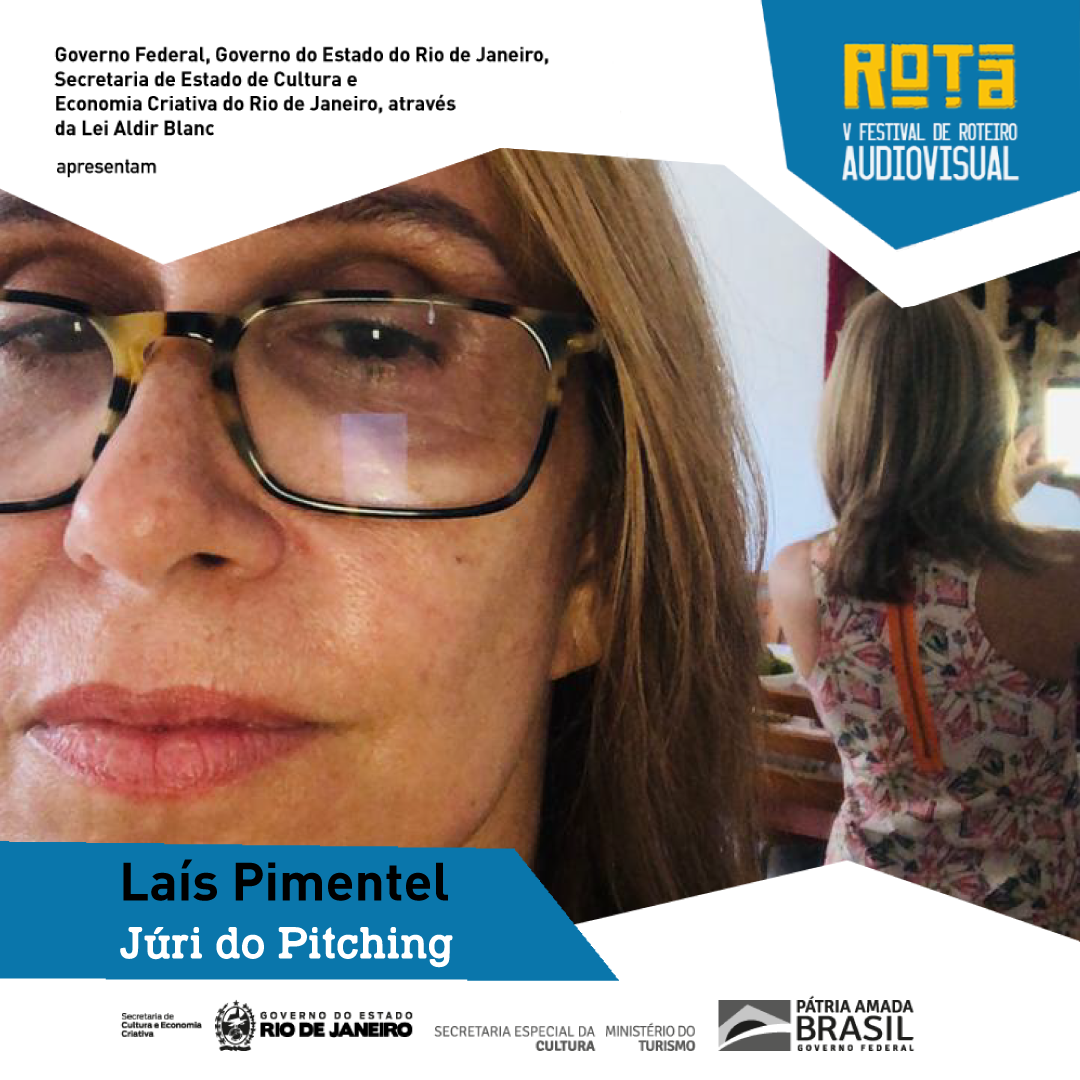 Governo Federal, Governo do Estado do Rio de Janeiro,
Secretaria de Estado de Cultura e
Economia Criativa do Rio de Janeiro, através
da Lei Aldir Blanc
apresentam
ROTA
V FESTIVAL DE ROTEIRO
AUDIOVISUAL
Laís Pimentel
Júri do Pitching
Secretaria de
Cultura e Economia
Criativa
GOVERNO DO ESTADO
RIO DE JANEIRO
SECRETARIA ESPECIAL DA
CULTURA
MINISTÉRIO DO
TURISMO
PÁTRIA AMADA
BRASIL
GOVERNO FEDERAL